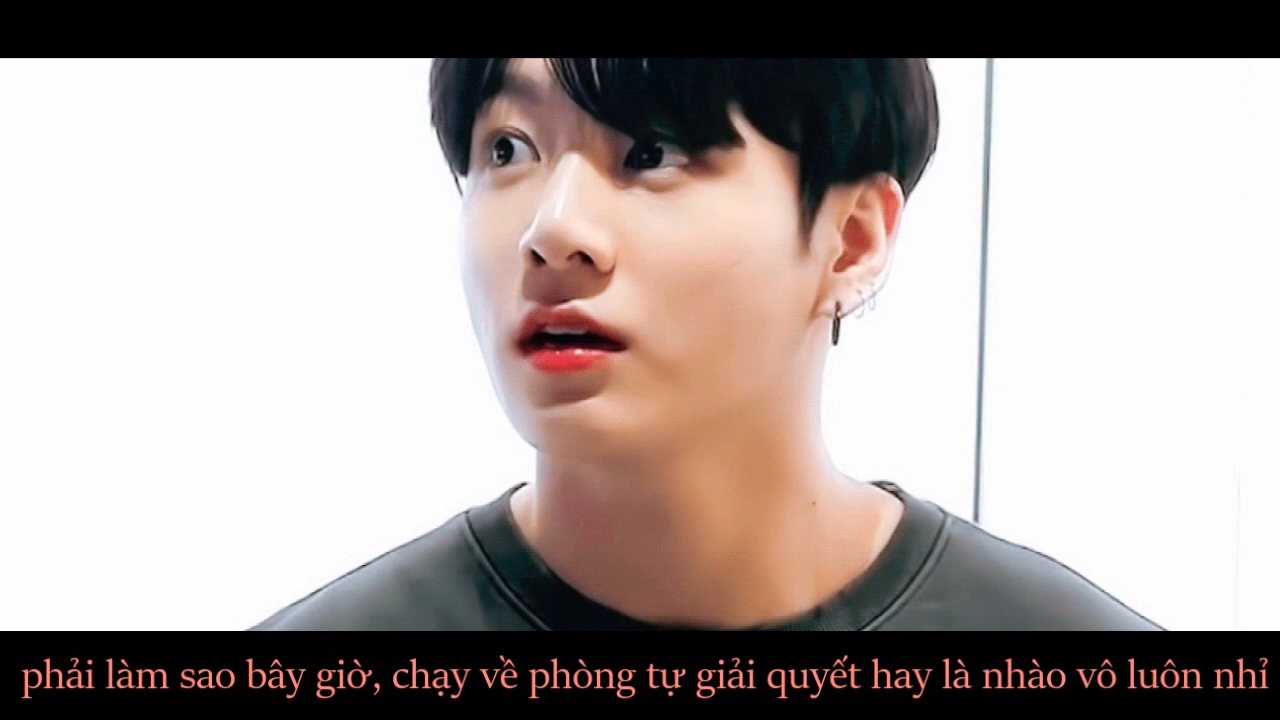 phải làm sao bây giờ, chạy về phòng tự giải quyết hay là nhào vô luôn nhỉ